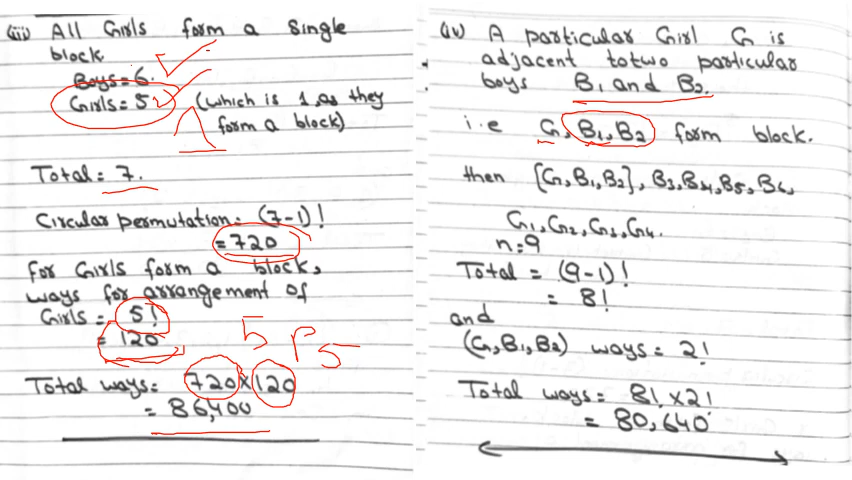 (iii) All Girls form a Single
block.
Boys = 6.
Girls = 5 (which is 1, as they
form a block)
Total = 7.
Circular permutation = (7-1)!
= 720
for Girls form a block,
ways for arrangement of
Girls = 5!
= 120
5 P 5
Total ways = 720 × 120
= 86,400
(iv) A particular Girl G is
adjacent to two particular
boys B1 and B2.
i.e G, B1, B2 form block.
then [G, B1, B2], B3, B4, B5, B6,
G1, G2, G3, G4.
n = 9
Total = (9-1)!
= 8!
and
(G, B1, B2) ways = 2!
Total ways = 8! × 2!
= 80,640